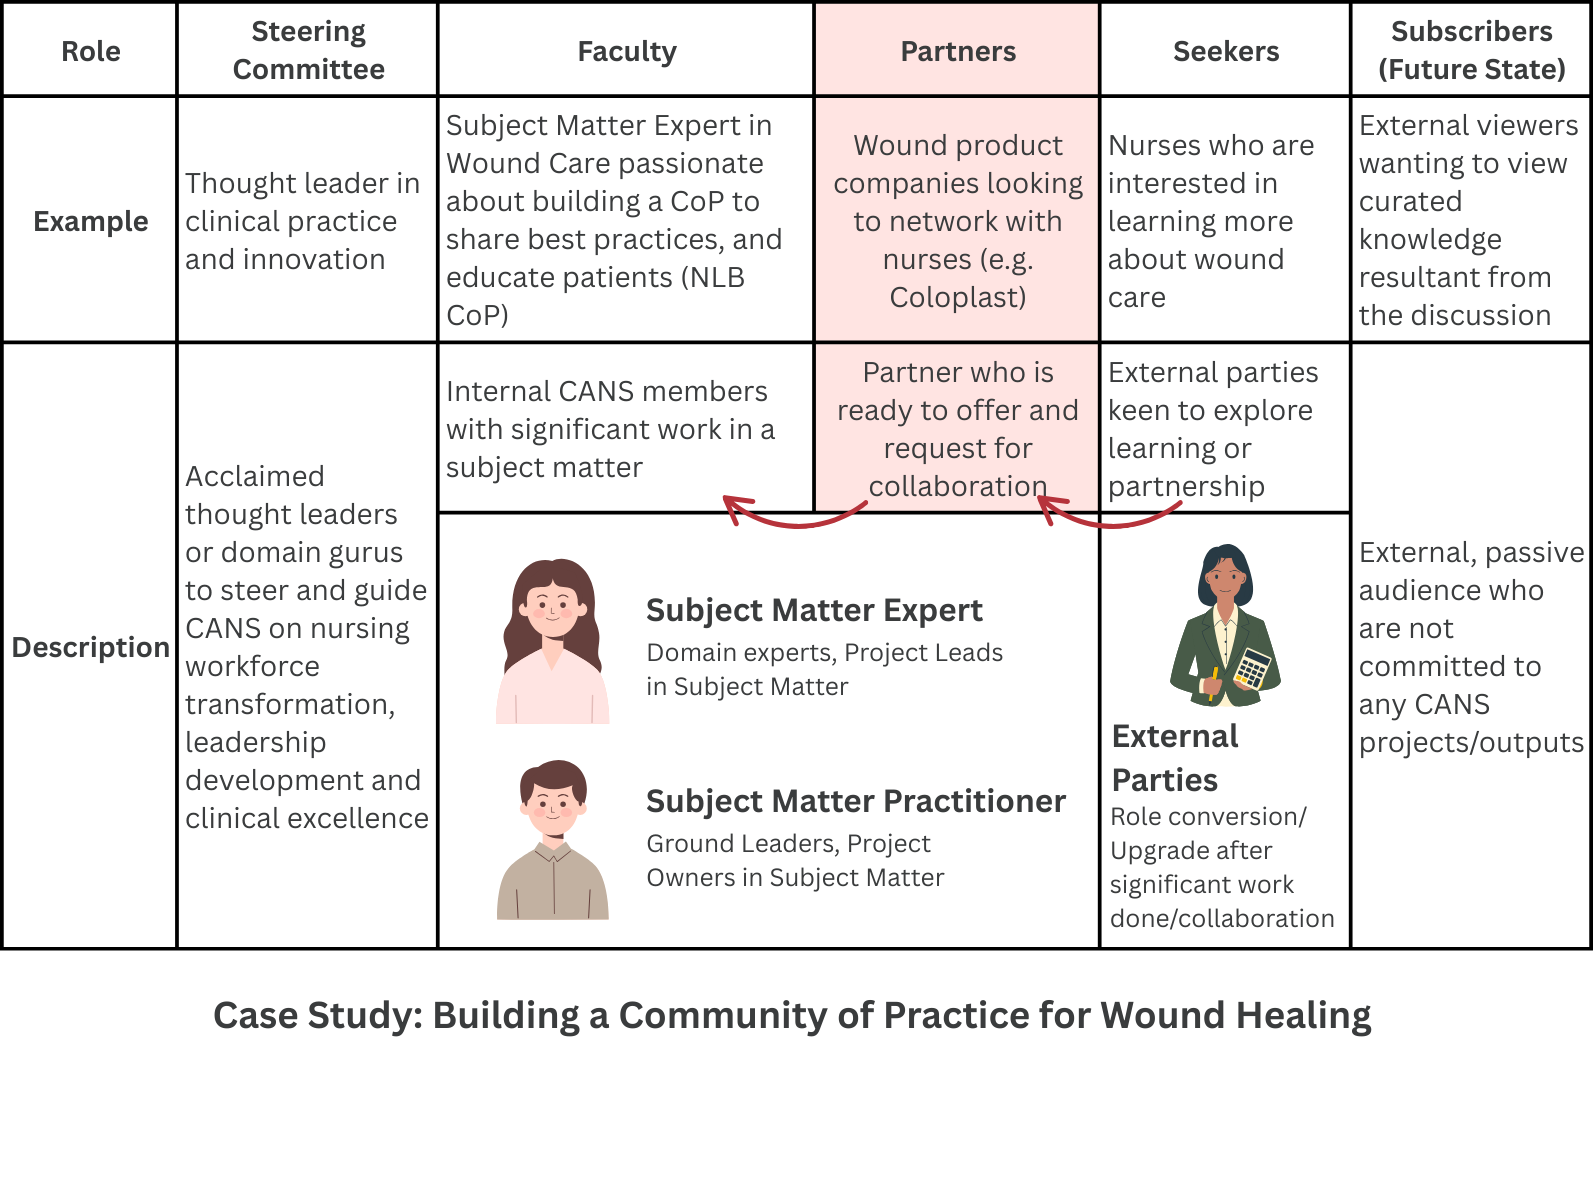 Role
Steering
Committee
Faculty
Partners
Seekers
Subscribers
(Future State)
Example
Thought leader in
clinical practice
and innovation
Subject Matter Expert in
Wound Care passionate
about building a CoP to
share best practices, and
educate patients (NLB
CoP)
Wound product
companies looking
to network with
nurses (e.g.
Coloplast)
Nurses who are
interested in
learning more
about wound
care
External viewers
wanting to view
curated
knowledge
resultant from
the discussion
Description
Acclaimed
thought leaders
or domain gurus
to steer and guide
CANS on nursing
workforce
transformation,
leadership
development and
clinical excellence
Internal CANS members
with significant work in a
subject matter
Partner who is
ready to offer and
request for
collaboration
External parties
keen to explore
learning or
partnership
Subject Matter Expert
Domain experts, Project Leads
in Subject Matter
Subject Matter Practitioner
Ground Leaders, Project
Owners in Subject Matter
External
Parties
Role conversion/
Upgrade after
significant work
done/collaboration
External, passive
audience who
are not
committed to
any CANS
projects/outputs
Case Study: Building a Community of Practice for Wound Healing